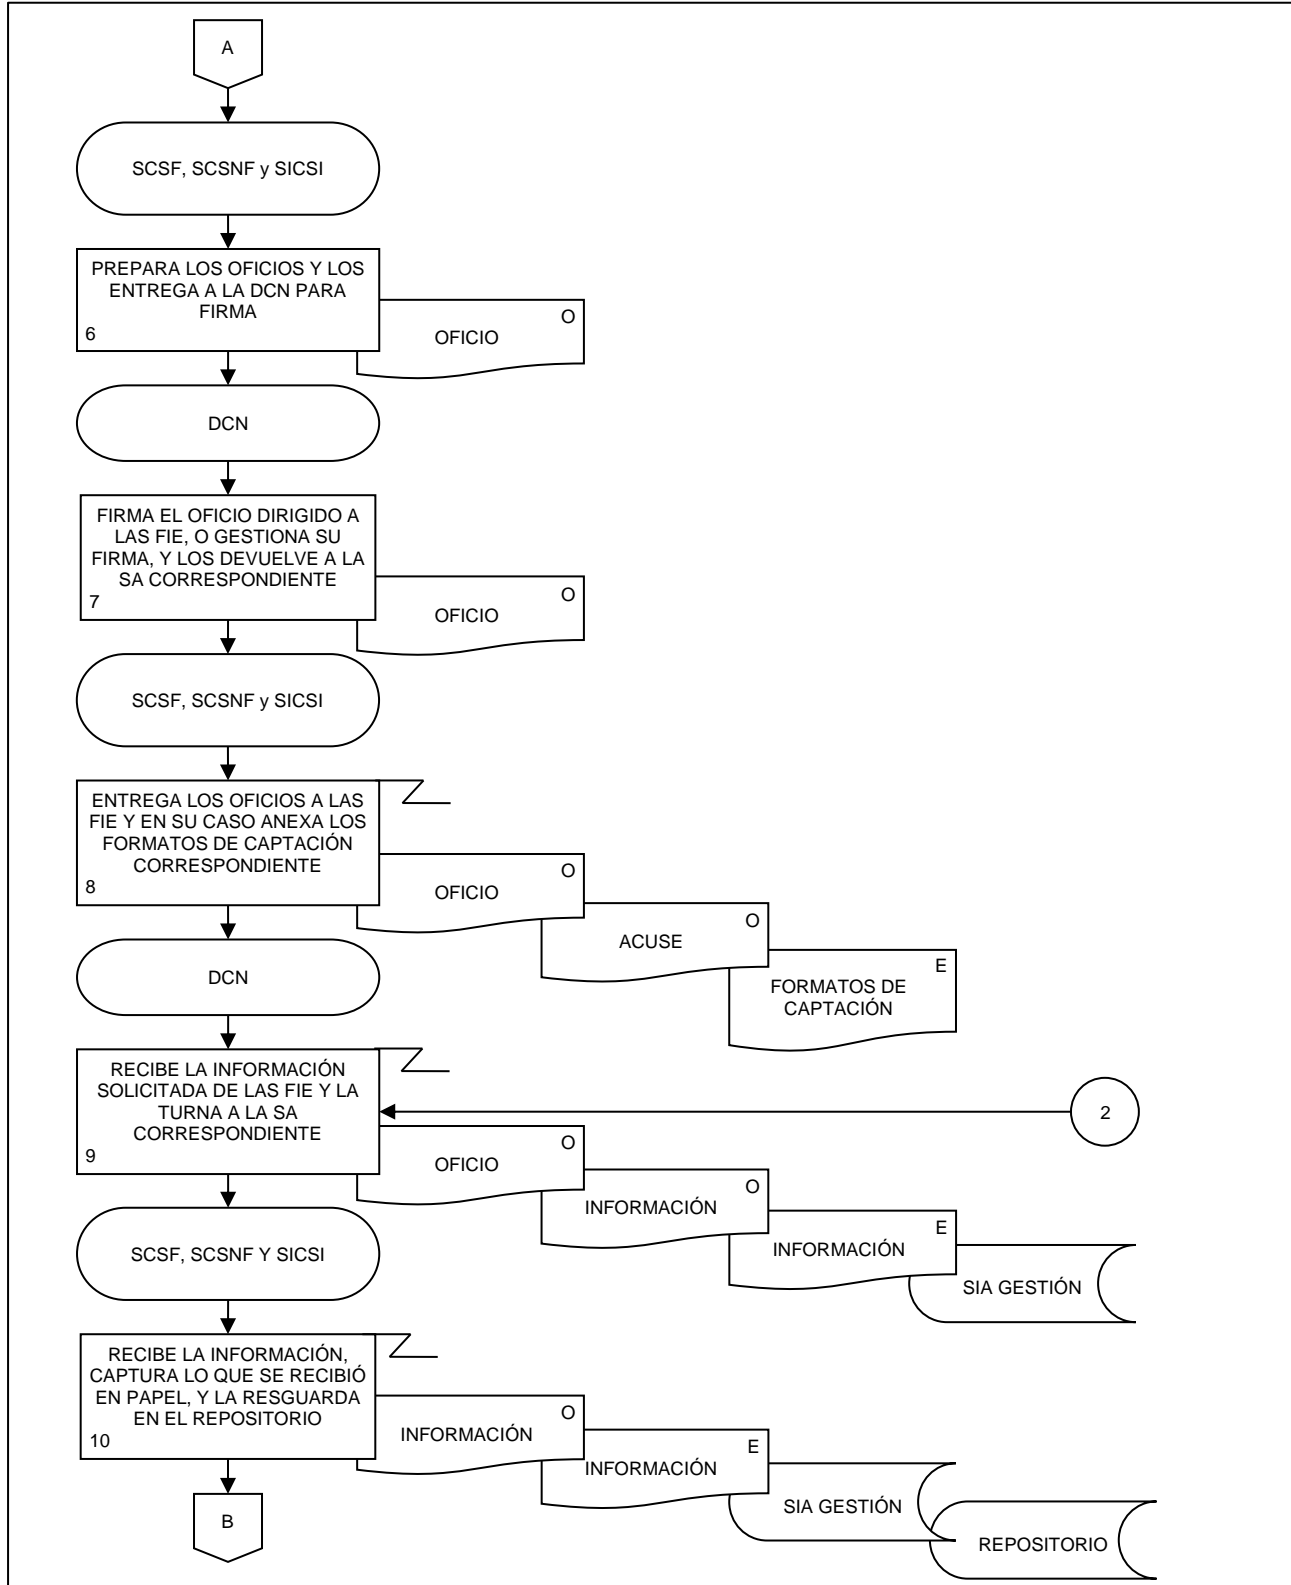 A
SCSF, SCSNF y SICSI
PREPARA LOS OFICIOS Y LOS
ENTREGA A LA DCN PARA
FIRMA
6
O
OFICIO
DCN
FIRMA EL OFICIO DIRIGIDO A
LAS FIE, O GESTIONA SU
FIRMA, Y LOS DEVUELVE A LA
SA CORRESPONDIENTE
7
O
OFICIO
SCSF, SCSNF y SICSI
ENTREGA LOS OFICIOS A LAS
FIE Y EN SU CASO ANEXA LOS
FORMATOS DE CAPTACIÓN
CORRESPONDIENTE
8
O
OFICIO
O
ACUSE
E
FORMATOS DE
CAPTACIÓN
DCN
RECIBE LA INFORMACIÓN
SOLICITADA DE LAS FIE Y LA
TURNA A LA SA
CORRESPONDIENTE
9
2
O
OFICIO
O
INFORMACIÓN
E
INFORMACIÓN
SIA GESTIÓN
SCSF, SCSNF Y SICSI
RECIBE LA INFORMACIÓN,
CAPTURA LO QUE SE RECIBIÓ
EN PAPEL, Y LA RESGUARDA
EN EL REPOSITORIO
10
O
INFORMACIÓN
E
INFORMACIÓN
SIA GESTIÓN
REPOSITORIO
B